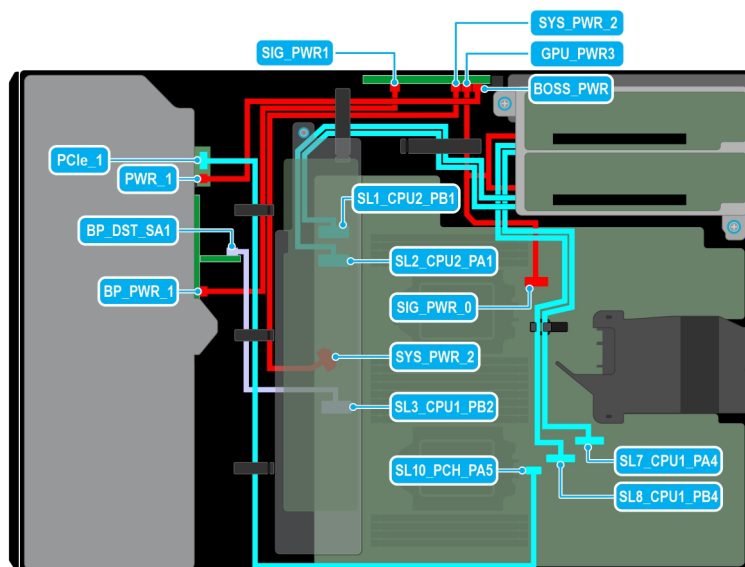 SYS_PWR_2
SIG_PWR1
GPU_PWR3
BOSS_PWR
PCIe_1
PWR_1
SL1_CPU2_PB1
BP_DST_SA1
SL2_CPU2_PA1
BP_PWR_1
SIG_PWR_0
SYS_PWR_2
SL3_CPU1_PB2
SL10_PCH_PA5
SL7_CPU1_PA4
SL8_CPU1_PB4